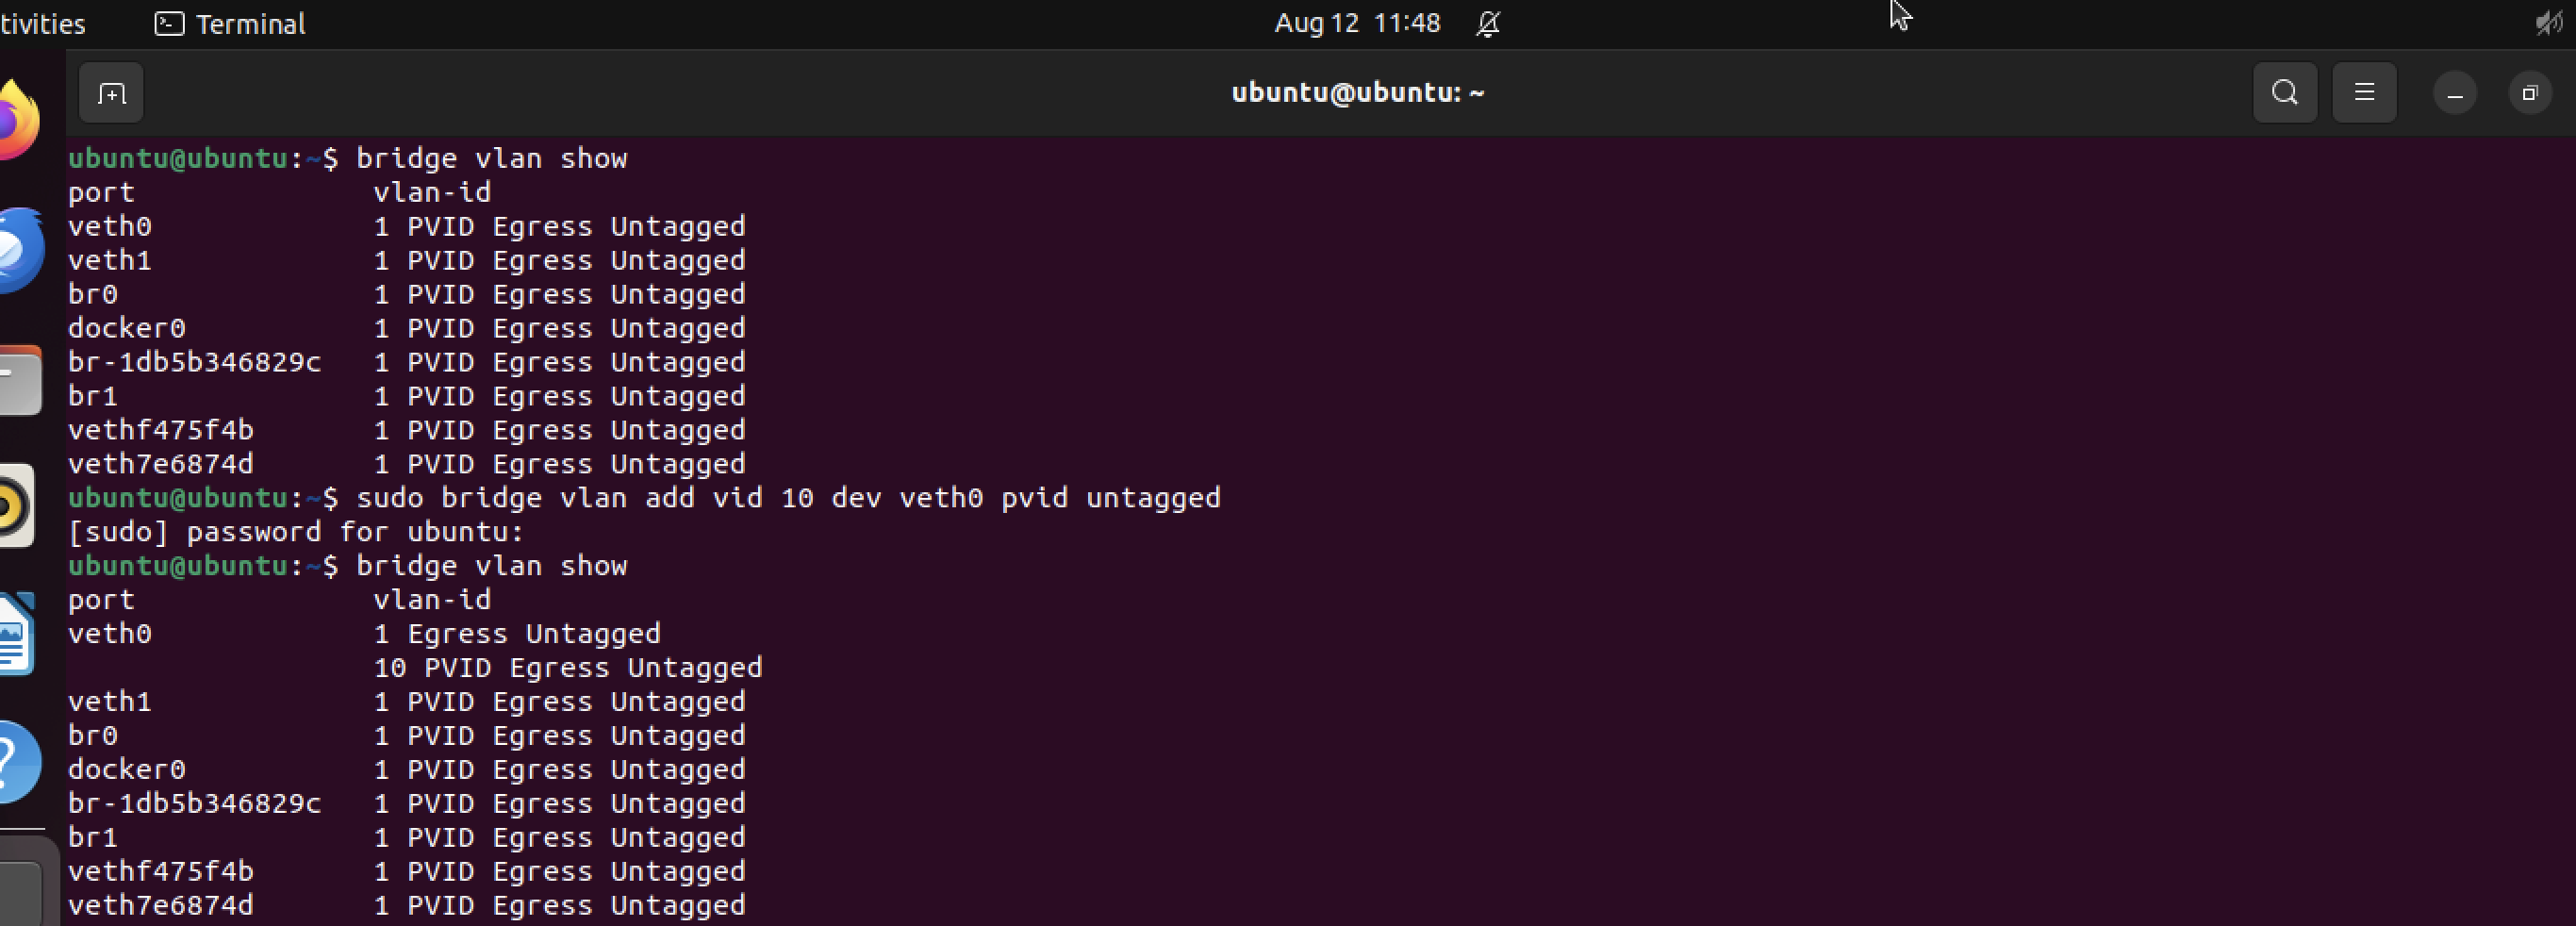 tivities Terminal Aug 12 11:48
ubuntu@ubuntu: ~
ubuntu@ubuntu:~$ bridge vlan show
port vlan-id
veth0 1 PVID Egress Untagged
veth1 1 PVID Egress Untagged
br0 1 PVID Egress Untagged
docker0 1 PVID Egress Untagged
br-1db5b346829c 1 PVID Egress Untagged
br1 1 PVID Egress Untagged
vethf475f4b 1 PVID Egress Untagged
veth7e6874d 1 PVID Egress Untagged
ubuntu@ubuntu:~$ sudo bridge vlan add vid 10 dev veth0 pvid untagged
[sudo] password for ubuntu:
ubuntu@ubuntu:~$ bridge vlan show
port vlan-id
veth0 1 Egress Untagged
10 PVID Egress Untagged
veth1 1 PVID Egress Untagged
br0 1 PVID Egress Untagged
docker0 1 PVID Egress Untagged
br-1db5b346829c 1 PVID Egress Untagged
br1 1 PVID Egress Untagged
vethf475f4b 1 PVID Egress Untagged
veth7e6874d 1 PVID Egress Untagged